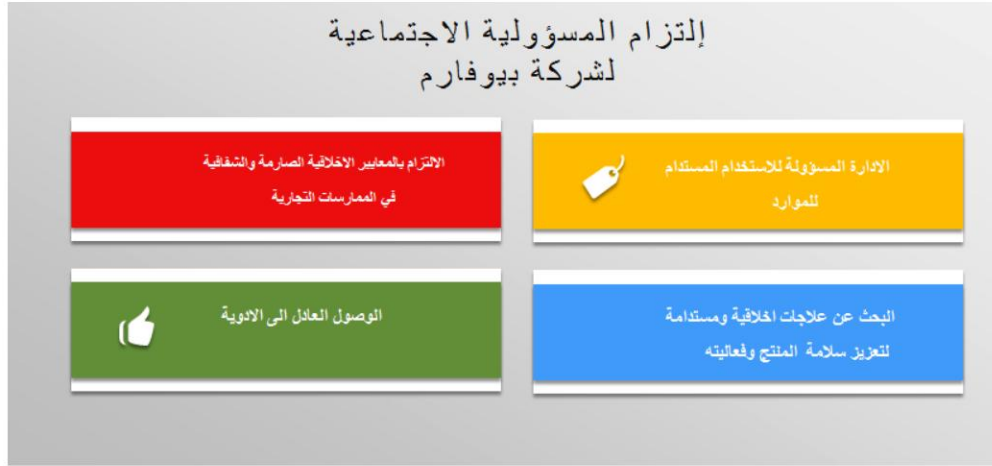 إلتزام المسؤولية الاجتماعية
لشركة بيوفارم
الادارة المسؤولة للاستخدام المستدام
للموارد
الالتزام بالمعايير الاخلاقية الصارمة والشفافية
في الممارسات التجارية
البحث عن علاجات اخلاقية ومستدامة
لتعزيز سلامة المنتج وفعاليته
الوصول العادل الى الادوية